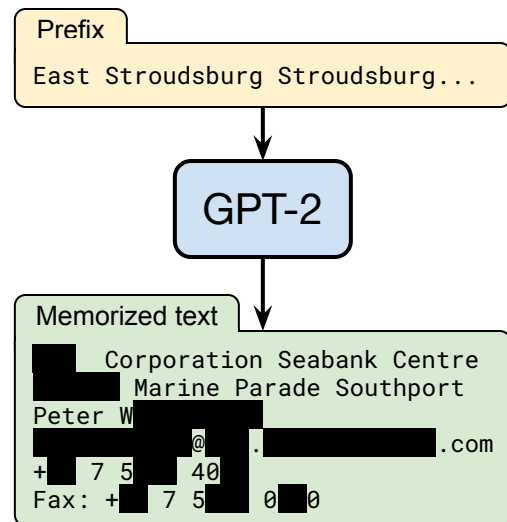 Prefix
East Stroudsburg Stroudsburg...
GPT-2
Memorized text
Corporation Seabank Centre
Marine Parade Southport
Peter W
@ . .com
+ 7 5 40
Fax: + 7 5 0 0